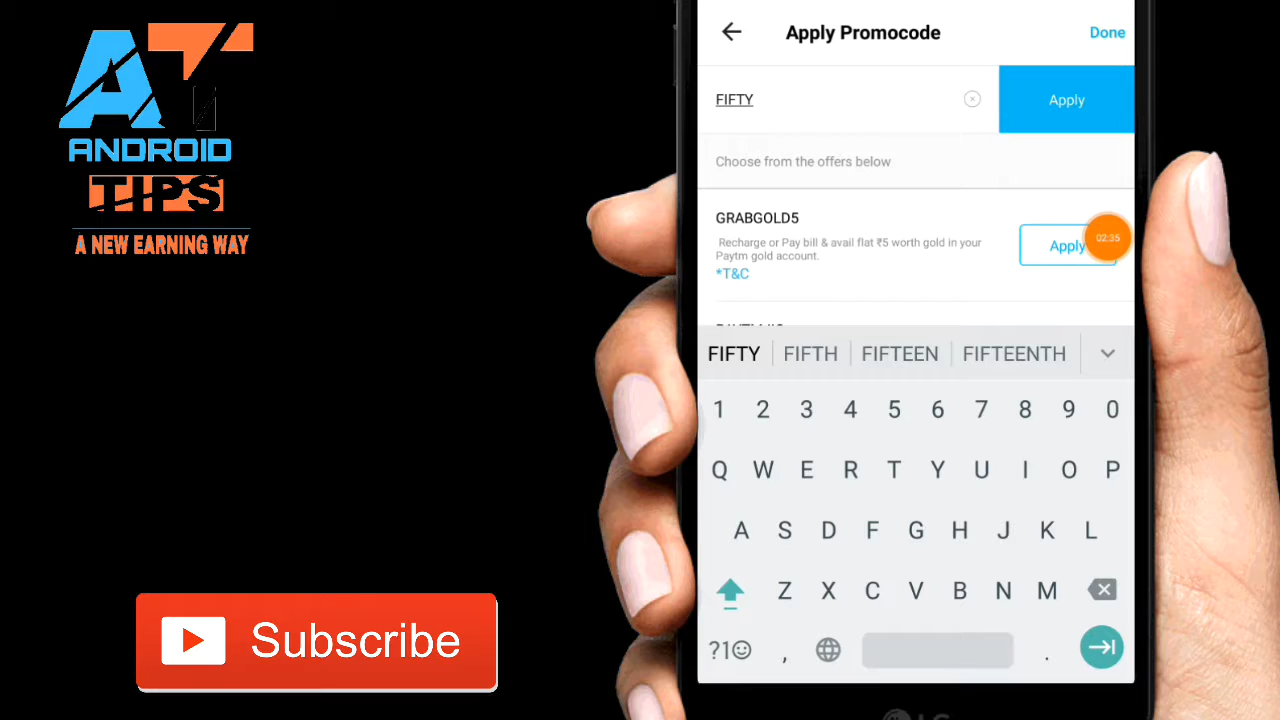 AT
ANDROID
TIPS
A NEW EARNING WAY
Subscribe
Apply Promocode
Done
FIFTY
Apply
Choose from the offers below
GRABGOLD5
Recharge or Pay bill & avail flat ₹5 worth gold in your
Paytm gold account.
*T&C
Apply
02:35
FIFTY FIFTH FIFTEEN FIFTEENTH
1 2 3 4 5 6 7 8 9 0
Q W E R T Y U I O P
A S D F G H J K L
Z X C V B N M
?1☺ , .
LG